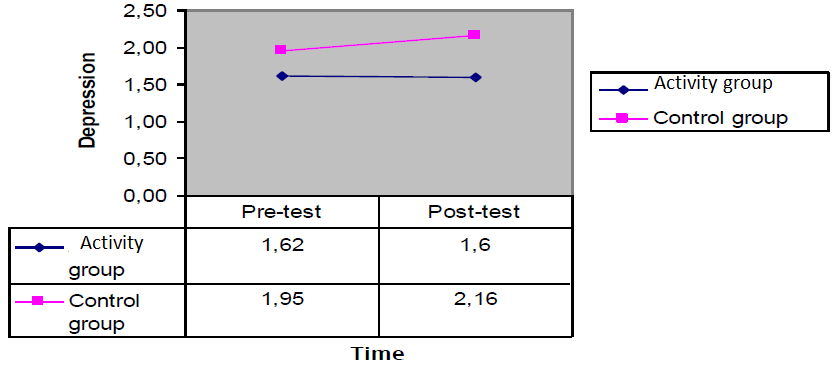 2,50
2,00
1,50
1,00
0,50
0,00
Depression
Activity group
Control group
Pre-test Post-test
Activity group 1,62 1,6
Control group 1,95 2,16
Time